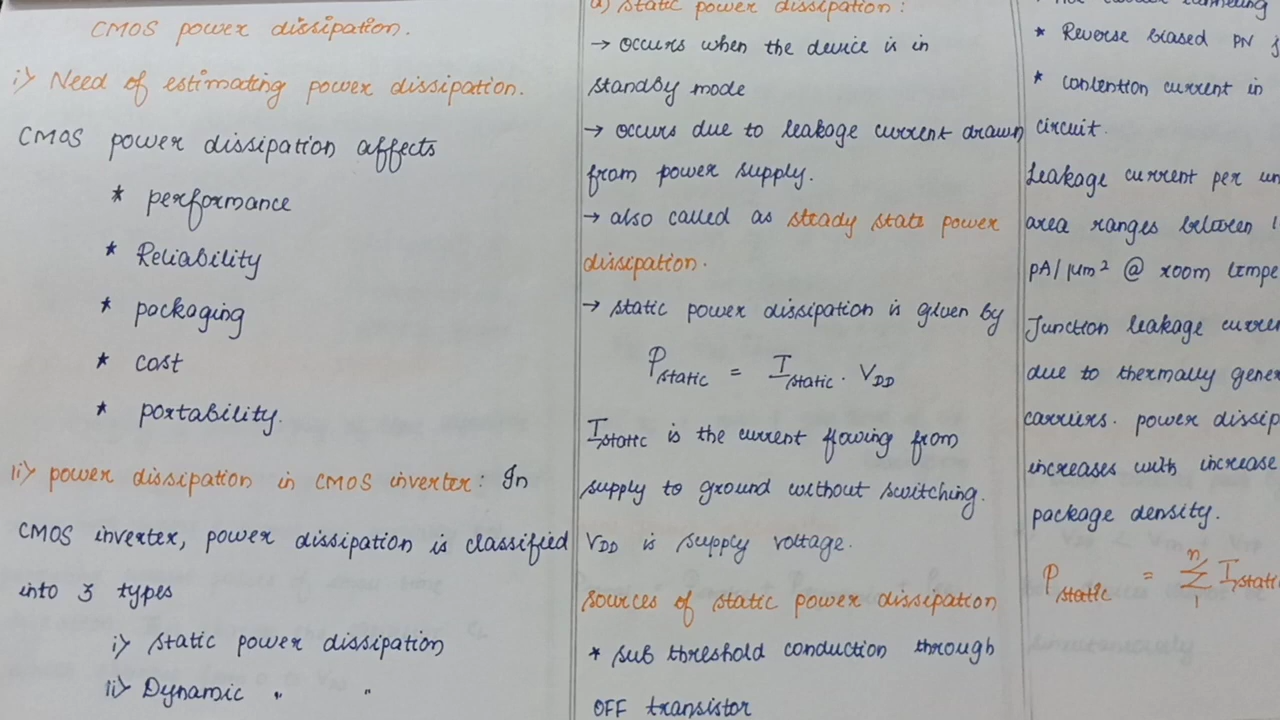 CMOS power dissipation.
i) Need of estimating power dissipation.
CMOS power dissipation affects
* performance
* Reliability
* packaging
* cost
* portability.
ii) power dissipation in CMOS inverter: In
CMOS inverter, power dissipation is classified
into 3 types
i) static power dissipation
ii) Dynamic " "
a) static power dissipation:
→ occurs when the device is in
standby mode
→ occurs due to leakage current drawn
from power supply.
→ also called as steady state power
dissipation.
→ static power dissipation is given by
P_static = I_static . V_DD
I_static is the current flowing from
supply to ground without switching.
V_DD is supply voltage.
sources of static power dissipation
* sub threshold conduction through
OFF transistor
tunneling
* Reverse biased PN
* contention current in
circuit.
Leakage current per
area ranges between
pA/μm² @ room
Junction leakage
due to thermally
carriers. power
increases with increase
package density.
P_static = n Σ 1 I_static
simultaneously